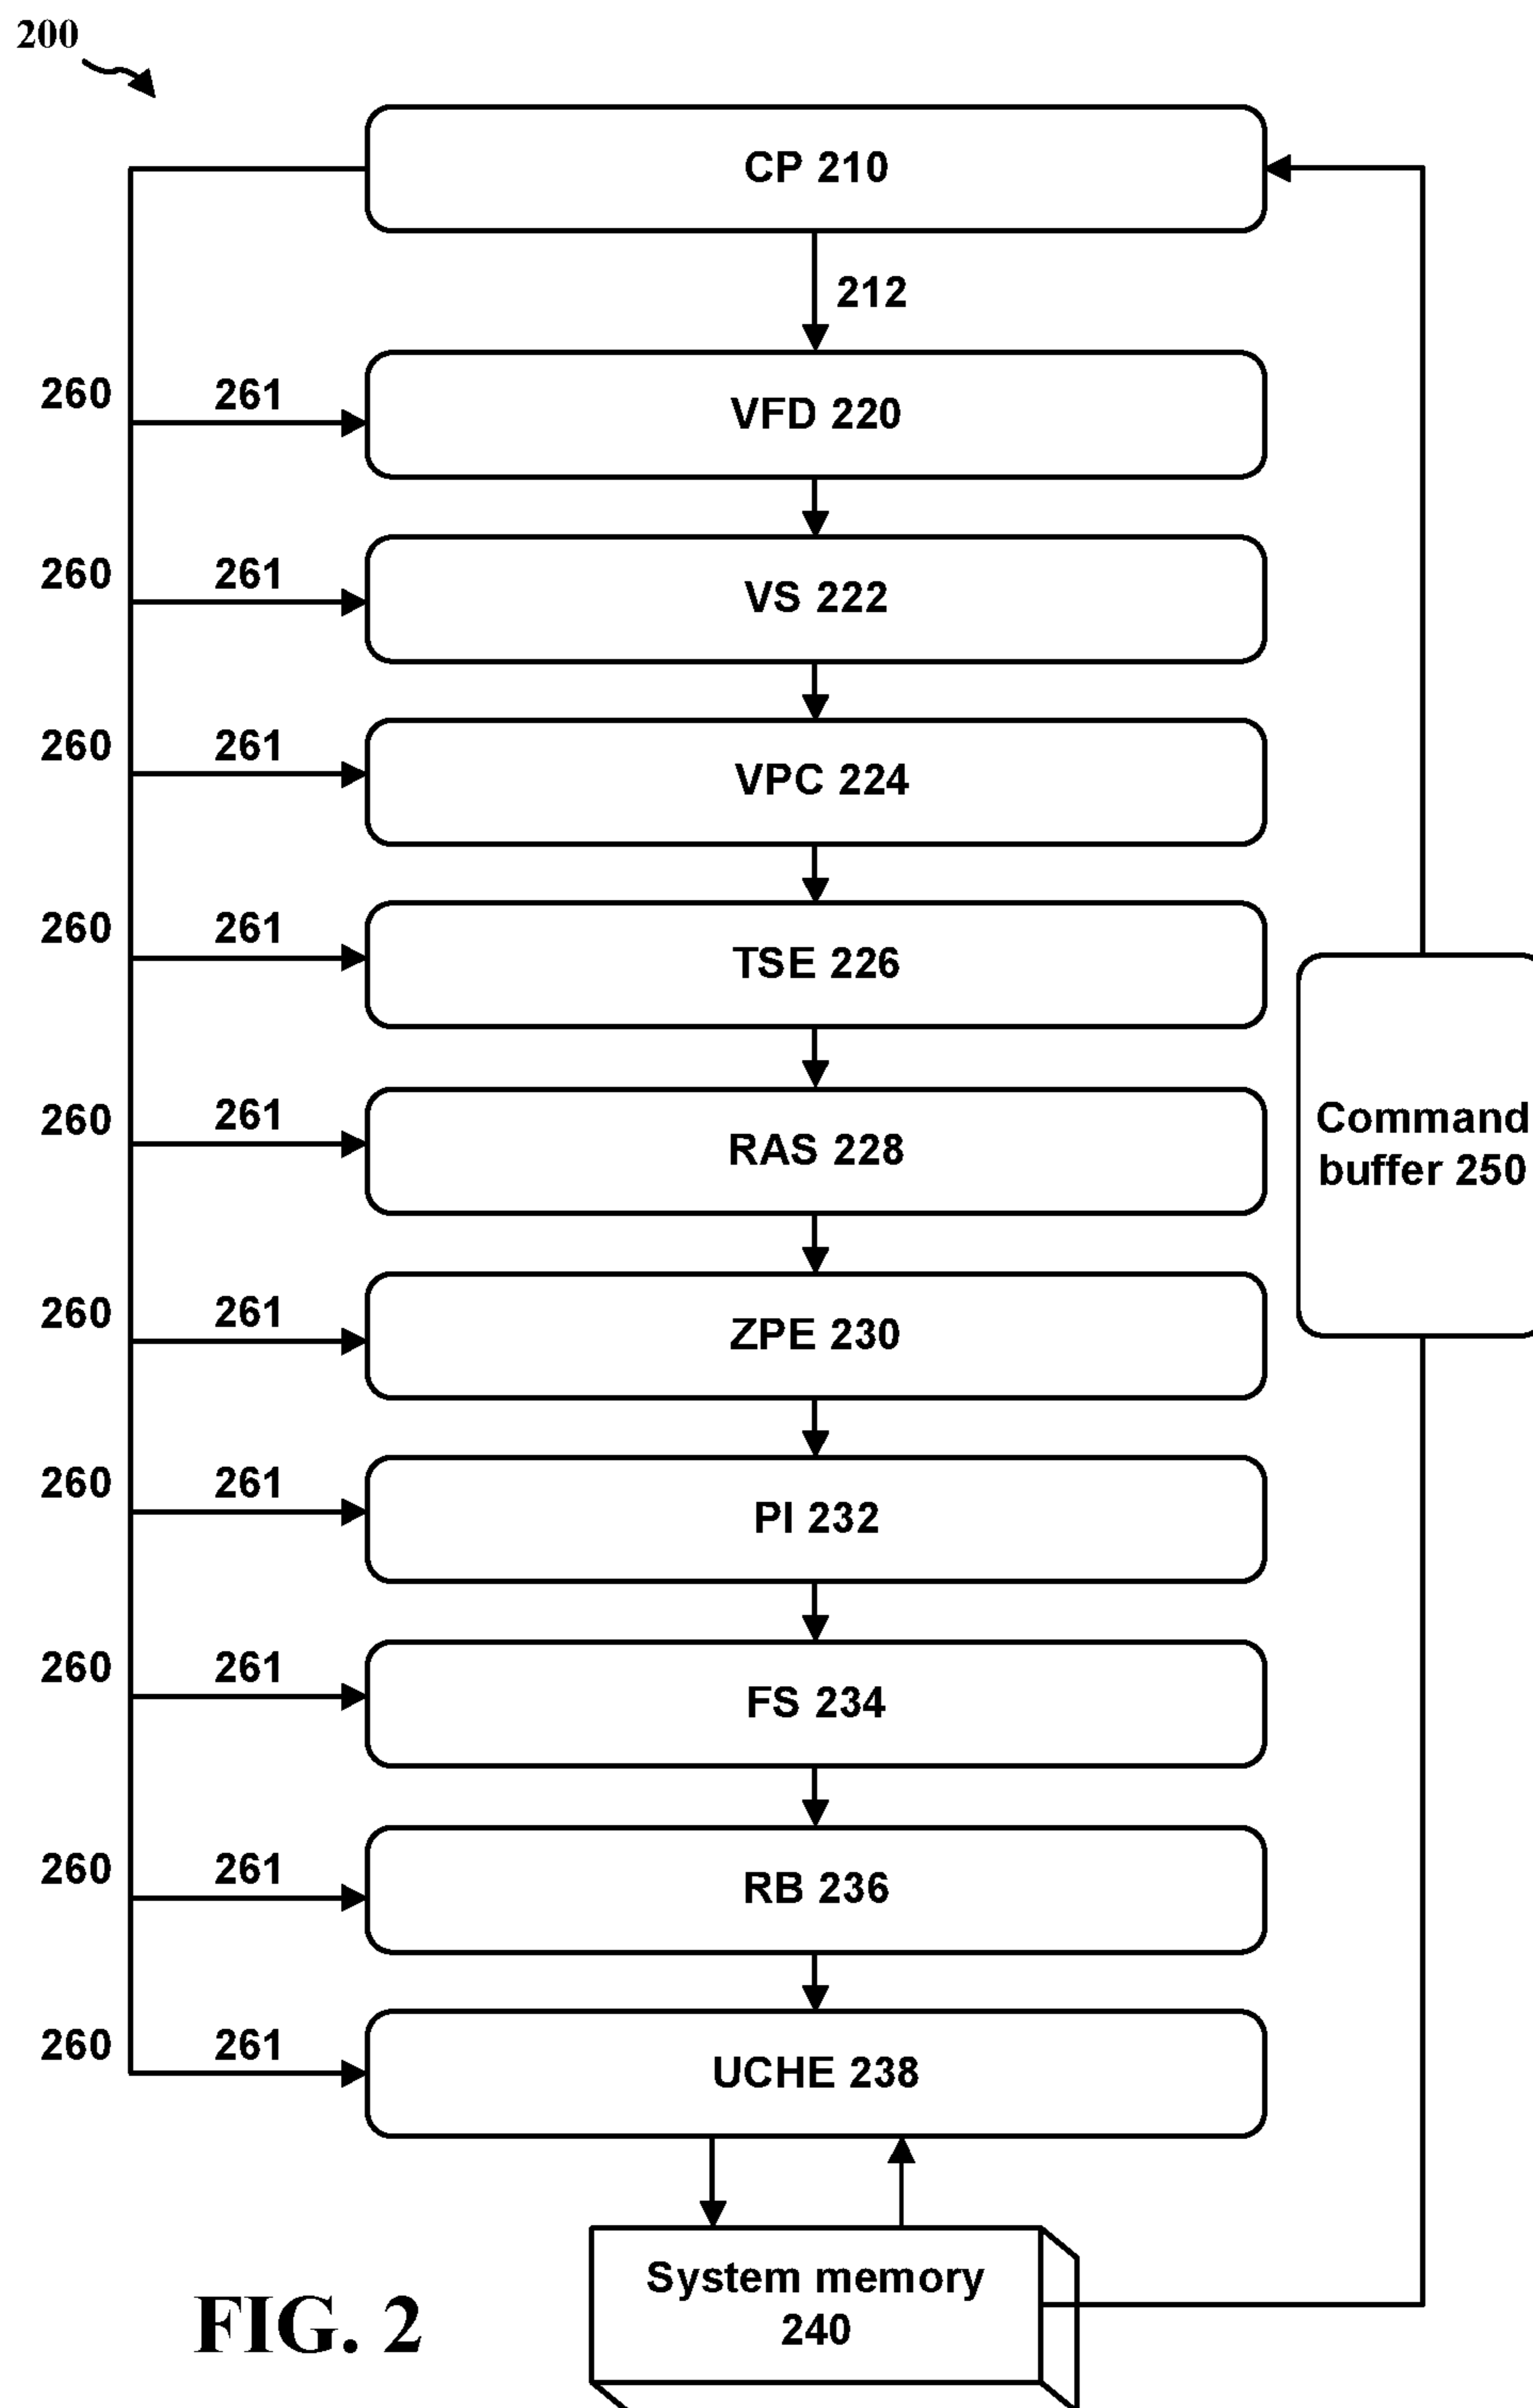 200
CP 210
212
260
261
VFD 220
260
261
VS 222
260
261
VPC 224
260
261
TSE 226
260
261
RAS 228
Command
buffer 250
260
261
ZPE 230
260
261
PI 232
260
261
FS 234
260
261
RB 236
260
261
UCHE 238
System memory
240
FIG. 2